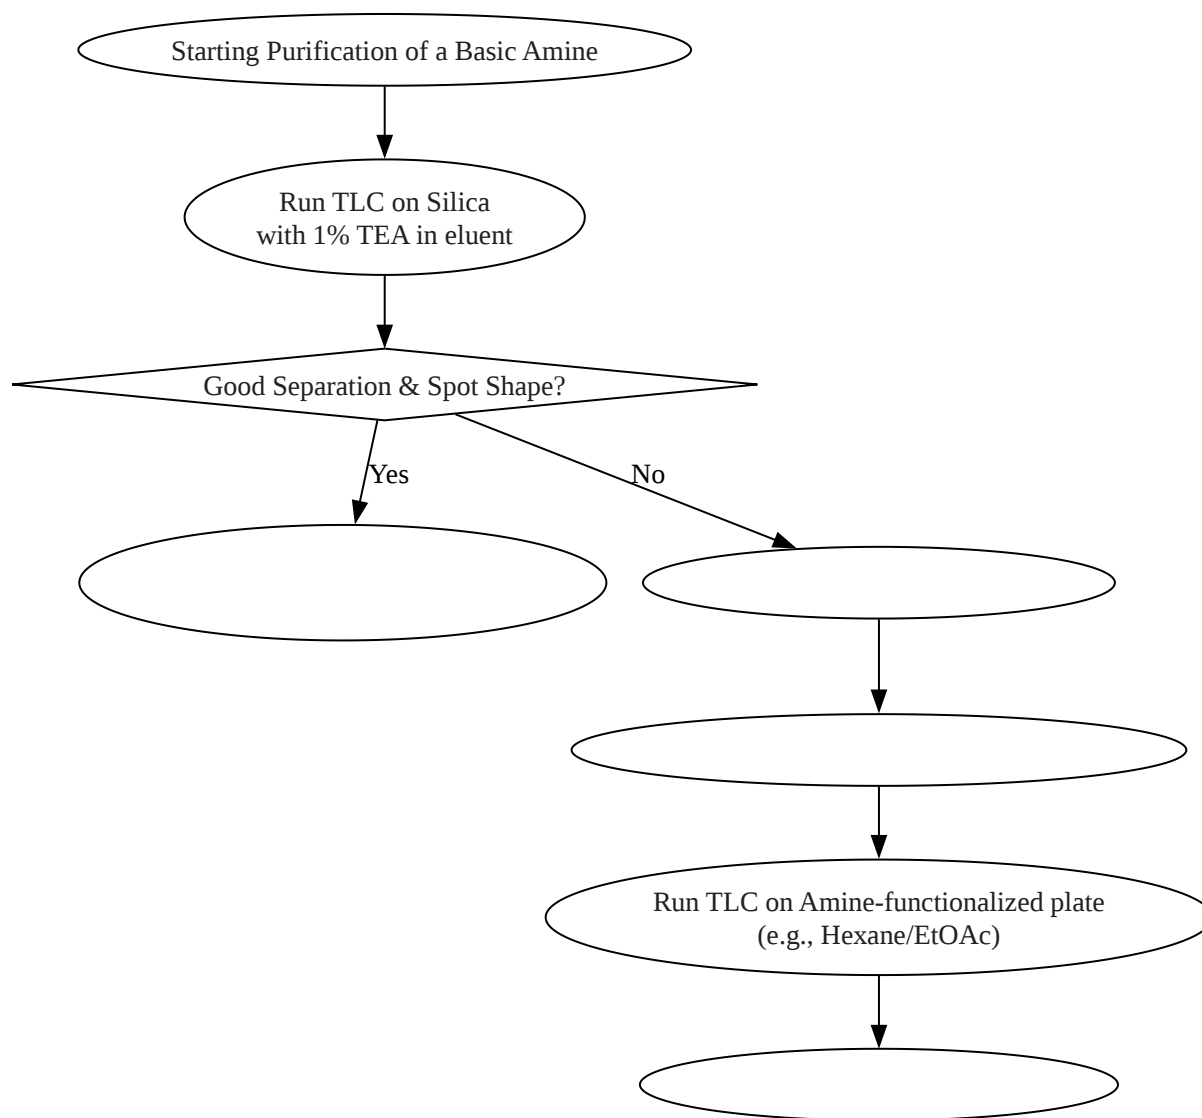 Starting Purification of a Basic Amine
Run TLC on Silica
with 1% TEA in eluent
Good Separation & Spot Shape?
Yes
No
Run TLC on Amine-functionalized plate
(e.g., Hexane/EtOAc)